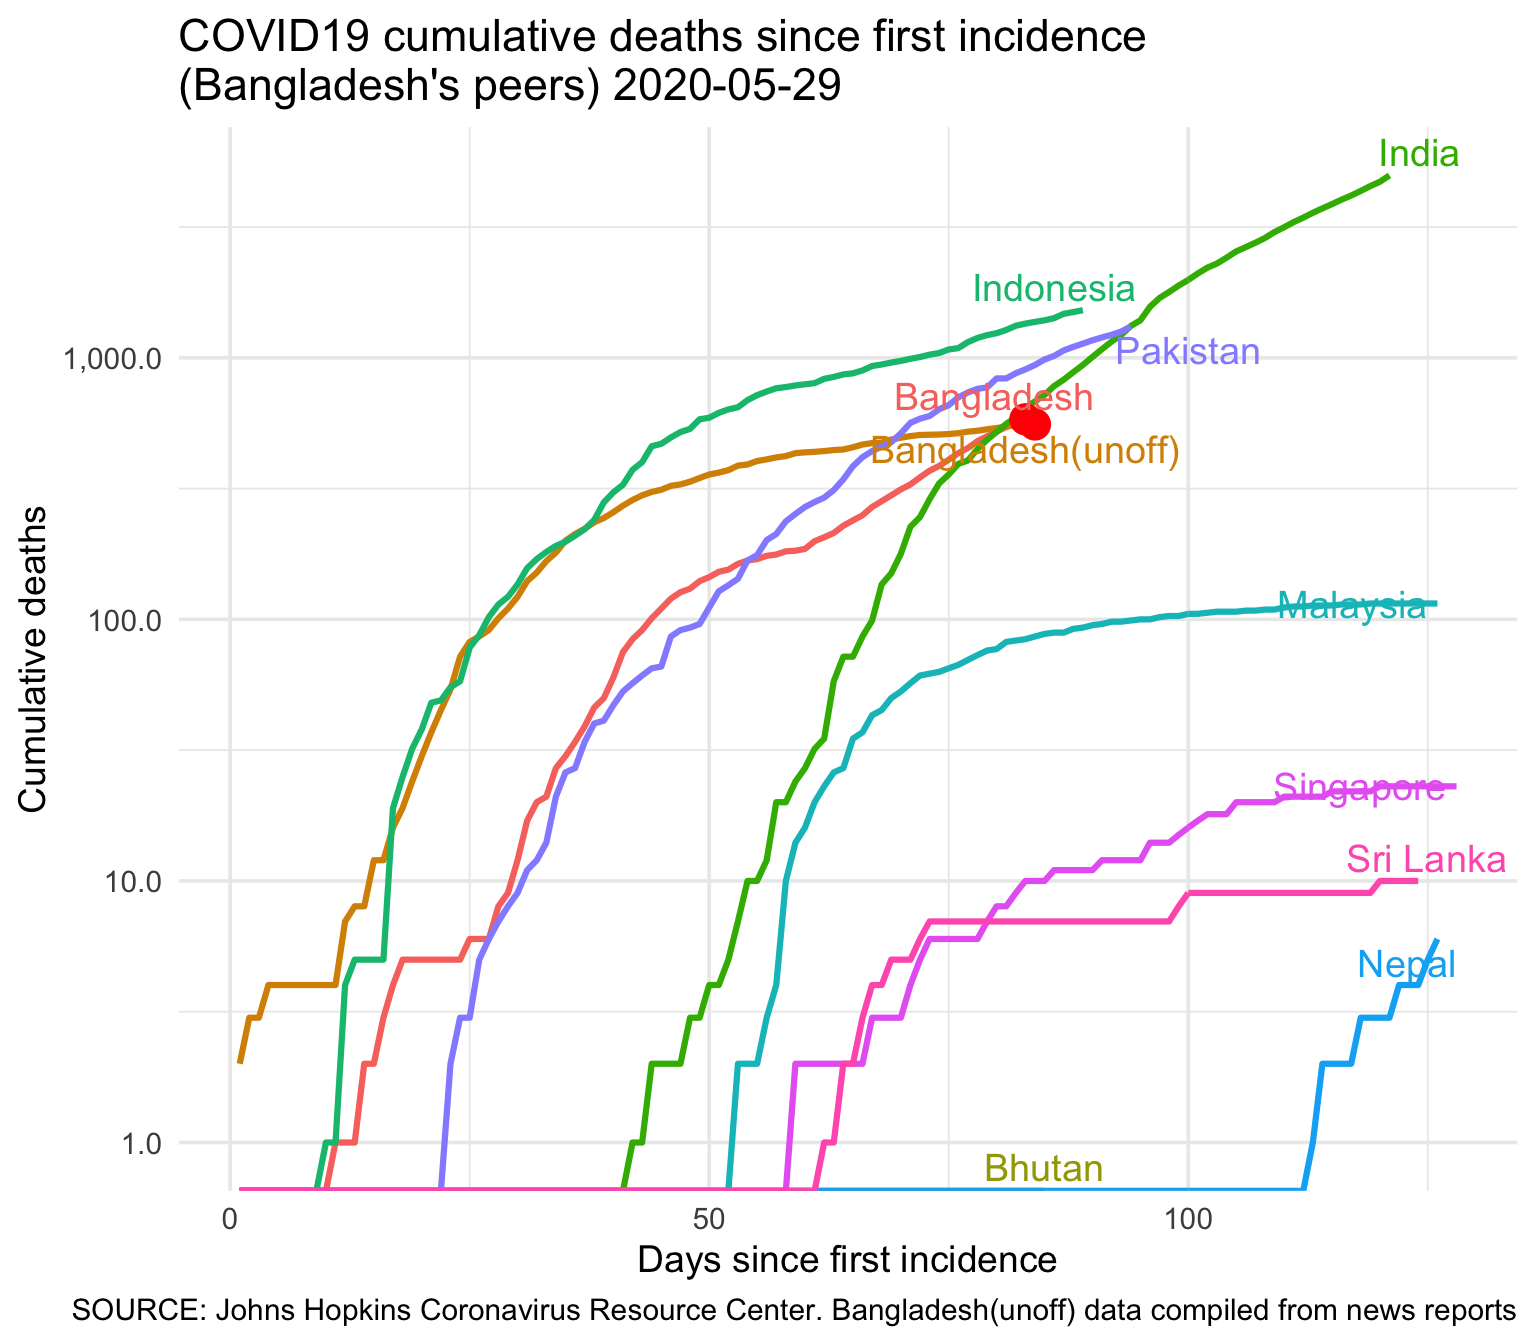 COVID19 cumulative deaths since first incidence
(Bangladesh's peers) 2020-05-29
India
Indonesia
Pakistan
1,000.0
Bangladesh
Bangladesh(unoff)
Malaysia
100.0
Cumulative deaths
Singapore
Sri Lanka
10.0
Nepal
1.0
Bhutan
0
50
100
Days since first incidence
SOURCE: Johns Hopkins Coronavirus Resource Center. Bangladesh(unoff) data compiled from news reports